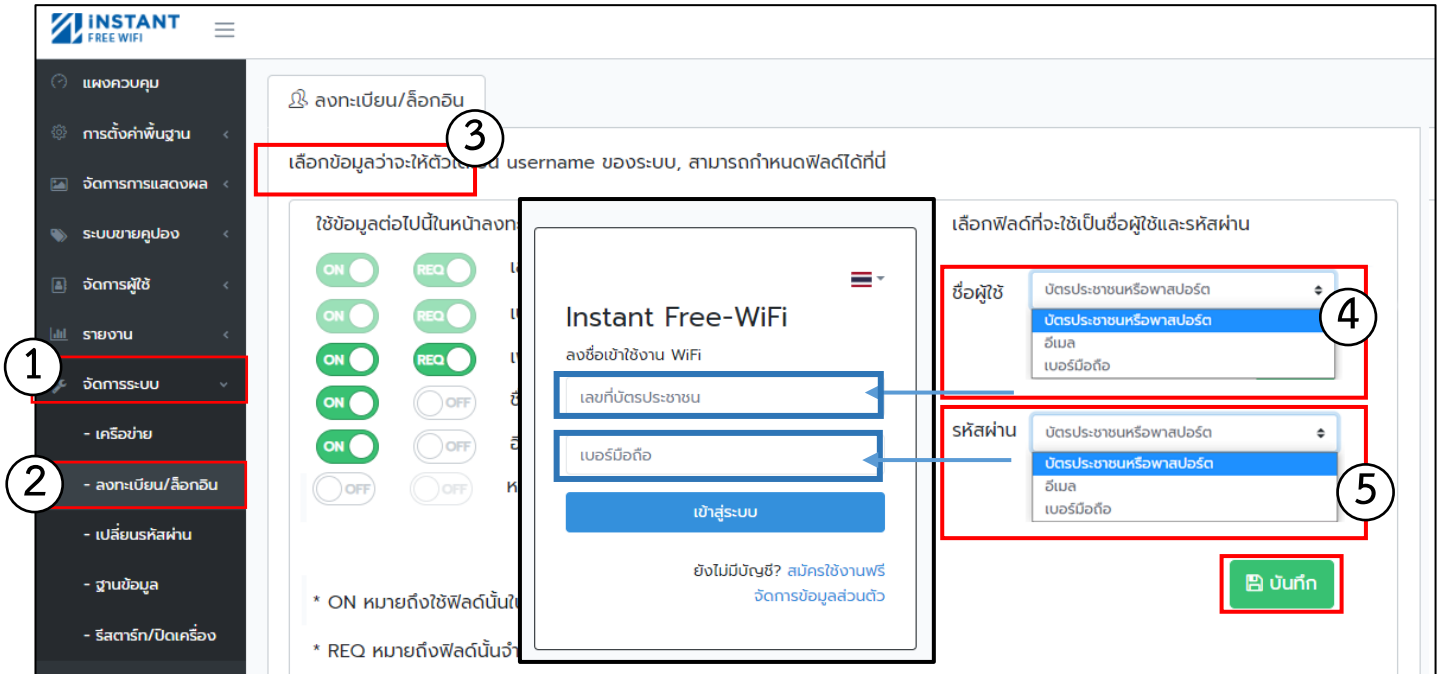 INSTANT
FREE WIFI
แผงควบคุม
การตั้งค่าพื้นฐาน
จัดการการแสดงผล
ระบบขายคูปอง
จัดการผู้ใช้
รายงาน
1
จัดการระบบ
- เครือข่าย
2
- ลงทะเบียน/ล็อกอิน
- เปลี่ยนรหัสผ่าน
- ฐานข้อมูล
- รีสตาร์ท/ปิดเครื่อง
ลงทะเบียน/ล็อกอิน
3
เลือกข้อมูลว่าจะให้ตัวใด username ของระบบ, สามารถกำหนดฟิลด์ได้ที่นี่
ใช้ข้อมูลต่อไปนี้ในหน้า
ON REQ
ON REQ
ON REQ
ON OFF
ON OFF
OFF OFF
* ON หมายถึงใช้ฟิลด์นั้น
* REQ หมายถึงฟิลด์นั้น
Instant Free-WiFi
ลงชื่อเข้าใช้งาน WiFi
เลขที่บัตรประชาชน
เบอร์มือถือ
เข้าสู่ระบบ
ยังไม่มีบัญชี? สมัครใช้งานฟรี
จัดการข้อมูลส่วนตัว
เลือกฟิลด์ที่จะใช้เป็นชื่อผู้ใช้และรหัสผ่าน
ชื่อผู้ใช้ บัตรประชาชนหรือพาสปอร์ต
บัตรประชาชนหรือพาสปอร์ต
อีเมล
เบอร์มือถือ
4
รหัสผ่าน บัตรประชาชนหรือพาสปอร์ต
บัตรประชาชนหรือพาสปอร์ต
อีเมล
เบอร์มือถือ
5
บันทึก